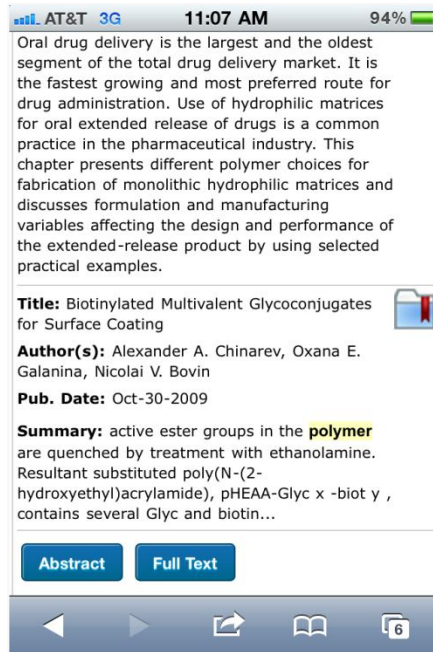 AT&T 3G 11:07 AM 94%
Oral drug delivery is the largest and the oldest
segment of the total drug delivery market. It is
the fastest growing and most preferred route for
drug administration. Use of hydrophilic matrices
for oral extended release of drugs is a common
practice in the pharmaceutical industry. This
chapter presents different polymer choices for
fabrication of monolithic hydrophilic matrices and
discusses formulation and manufacturing
variables affecting the design and performance of
the extended-release product by using selected
practical examples.
Title: Biotinylated Multivalent Glycoconjugates
for Surface Coating
Author(s): Alexander A. Chinarev, Oxana E.
Galanina, Nicolai V. Bovin
Pub. Date: Oct-30-2009
Summary: active ester groups in the polymer
are quenched by treatment with ethanolamine.
Resultant substituted poly(N-(2-
hydroxyethyl)acrylamide), pHEAA-Glyc x -biot y ,
contains several Glyc and biotin...
Abstract Full Text
6